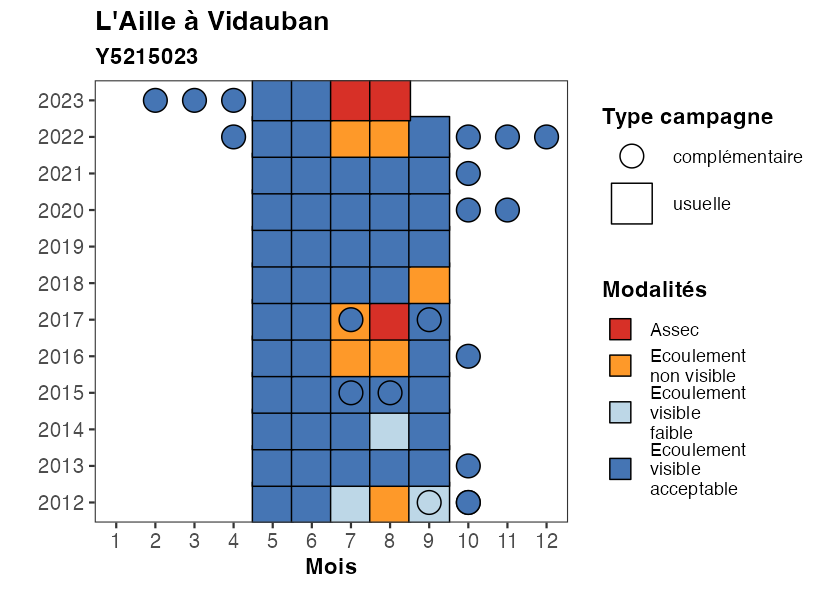 L'Aille à Vidauban
Y5215023
2023
2022
2021
2020
2019
2018
2017
2016
2015
2014
2013
2012
1 2 3 4 5 6 7 8 9 10 11 12
Mois
Type campagne
complémentaire
usuelle
Modalités
Assec
Ecoulement
non visible
Ecoulement
visible
faible
Ecoulement
visible
acceptable